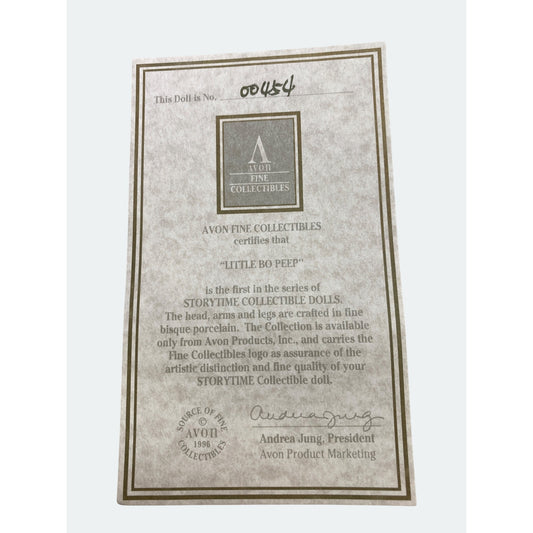 This Doll is No. 00454
A
AVON
FINE
COLLECTIBLES
AVON FINE COLLECTIBLES
certifies that
"LITTLE BO PEEP"
is the first in the series of
STORYTIME COLLECTIBLE DOLLS.
The head, arms and legs are crafted in fine
bisque porcelain. The Collection is available
only from Avon Products, Inc., and carries the
Fine Collectibles logo as assurance of the
artistic distinction and fine quality of your
STORYTIME Collectible doll.
SOURCE OF FINE
©
AVON
1996
COLLECTIBLES
Andrea Jung
Andrea Jung, President
Avon Product Marketing